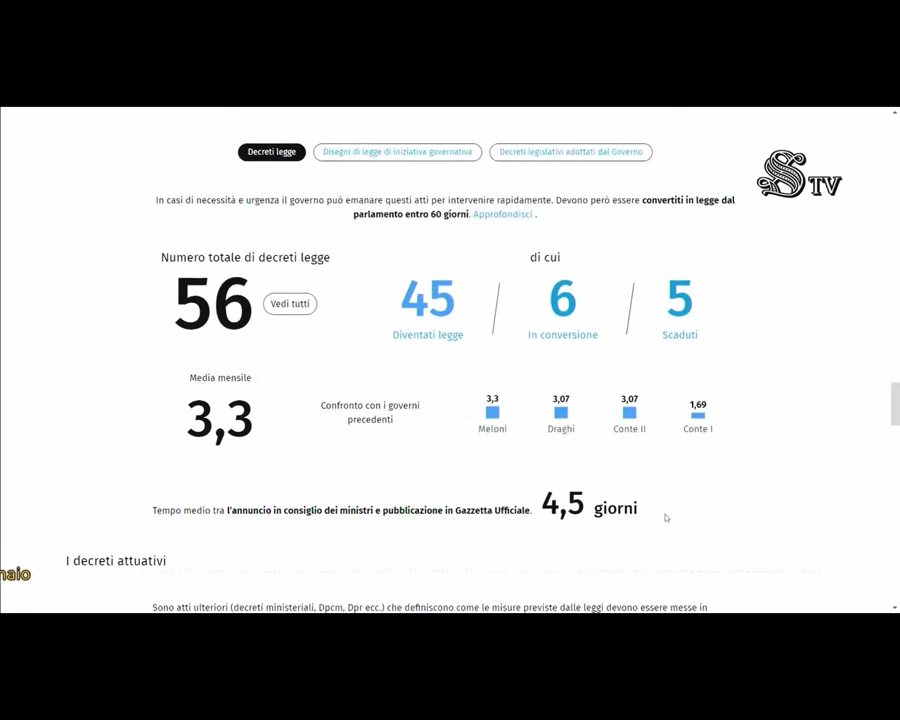 Decreti legge
Disegni di legge di iniziativa governativa
Decreti legislativi adottati dal Governo
STV
In casi di necessità e urgenza il governo può emanare questi atti per intervenire rapidamente. Devono però essere convertiti in legge dal
parlamento entro 60 giorni. Approfondisci .
Numero totale di decreti legge
di cui
56
Vedi tutti
45
6
5
Diventati legge
In conversione
Scaduti
Media mensile
3,3
Confronto con i governi
precedenti
3,3
3,07
3,07
1,69
Meloni
Draghi
Conte II
Conte I
Tempo medio tra l'annuncio in consiglio dei ministri e pubblicazione in Gazzetta Ufficiale.
4,5 giorni
I decreti attuativi
naio
Sono atti ulteriori (decreti ministeriali, Dpcm, Dpr ecc.) che definiscono come le misure previste dalle leggi devono essere messe in